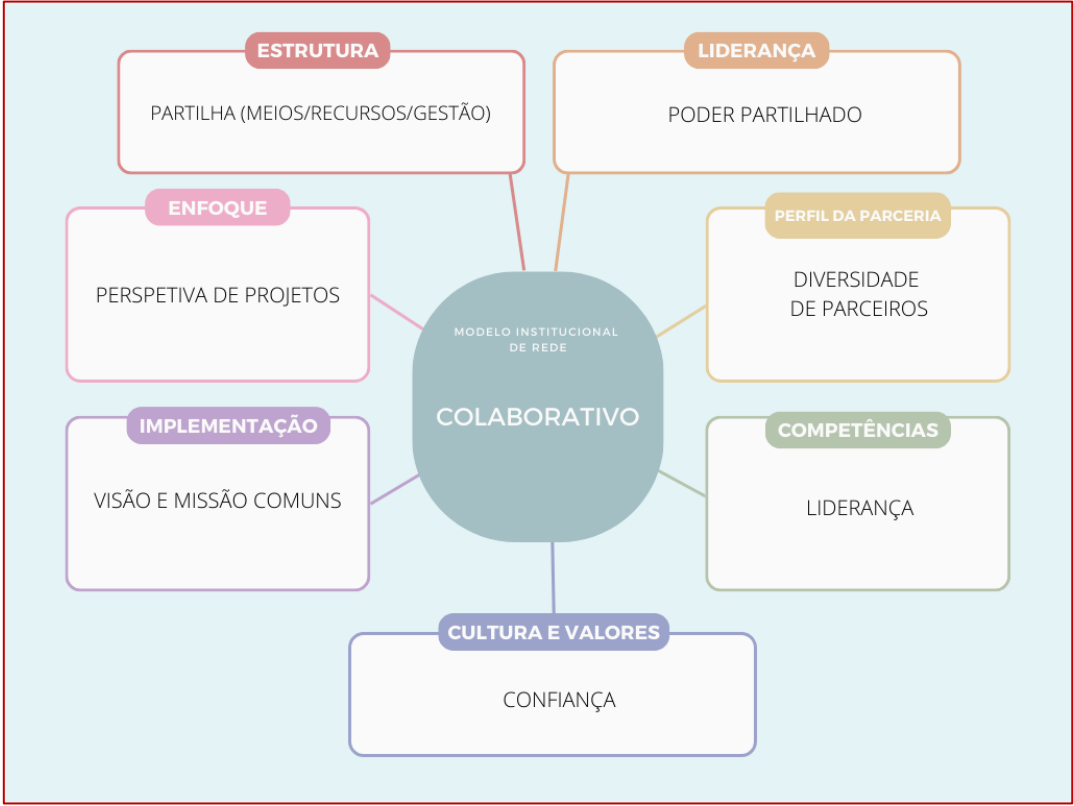 ESTRUTURA
PARTILHA (MEIOS/RECURSOS/GESTÃO)
LIDERANÇA
PODER PARTILHADO
ENFOQUE
PERSPETIVA DE PROJETOS
PERFIL DA PARCERIA
DIVERSIDADE
DE PARCEIROS
MODELO INSTITUCIONAL
DE REDE
COLABORATIVO
IMPLEMENTAÇÃO
VISÃO E MISSÃO COMUNS
COMPETÊNCIAS
LIDERANÇA
CULTURA E VALORES
CONFIANÇA